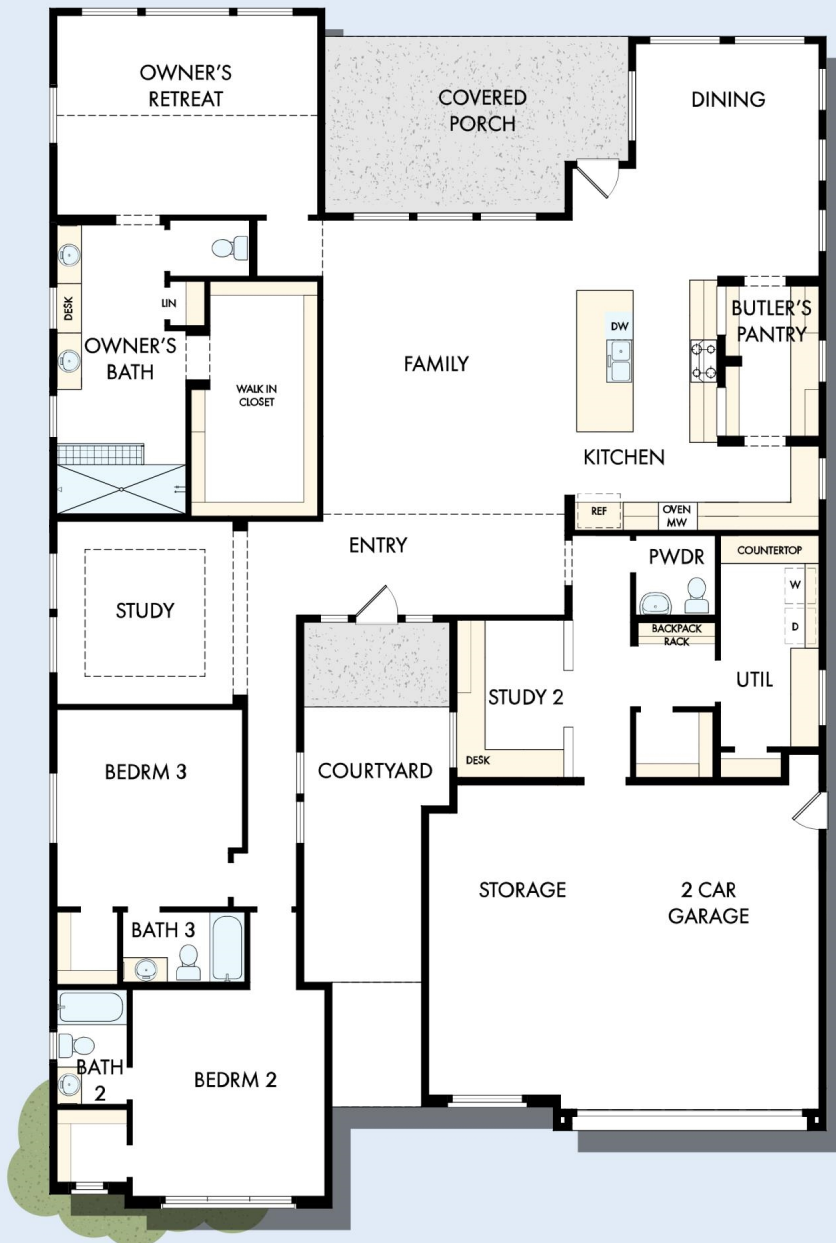 OWNER'S
RETREAT
COVERED
PORCH
DINING
DESK
LIN
OWNER'S
BATH
WALK IN
CLOSET
FAMILY
DW
BUTLER'S
PANTRY
KITCHEN
REF
OVEN
MW
ENTRY
PWDR
COUNTERTOP
W
D
STUDY
BACKPACK
RACK
STUDY 2
UTIL
DESK
BEDRM 3
COURTYARD
STORAGE
2 CAR
GARAGE
BATH 3
BATH
2
BEDRM 2